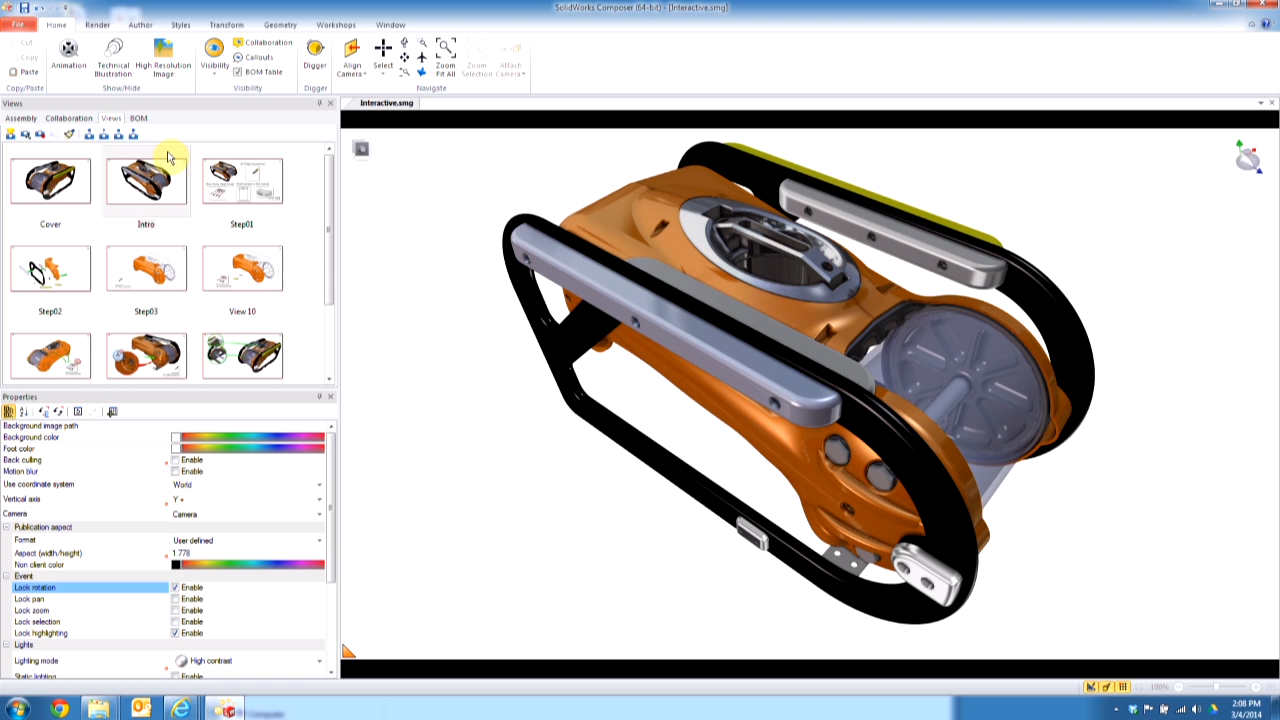 SolidWorks Composer (64-bit) - [Interactive.smg]
File Home Render Author Styles Transform Geometry Workshops Window
Cut
Copy
Paste
Copy/Paste
Animation
Technical Illustration
High Resolution Image
Show/Hide
Visibility
Collaboration
Callouts
BOM Table
Visibility
Digger
Digger
Align Camera
Select
Zoom Fit All
Zoom Selection
Attach Camera
Navigate
Views
Interactive.smg
Assembly Collaboration Views BOM
Cover Intro Step01
Step02 Step03 View 10
Properties
Background image path
Background color
Foot color
Back culling Enable
Motion blur Enable
Use coordinate system World
Vertical axis Y+
Camera Camera
Publication aspect
Format User defined
Aspect (width/height) 1.778
Non client color
Event
Lock rotation Enable
Lock pan Enable
Lock zoom Enable
Lock selection Enable
Lock highlighting Enable
Lights
Lighting mode High contrast
Static lighting Enable
100%
2:08 PM
3/4/2014